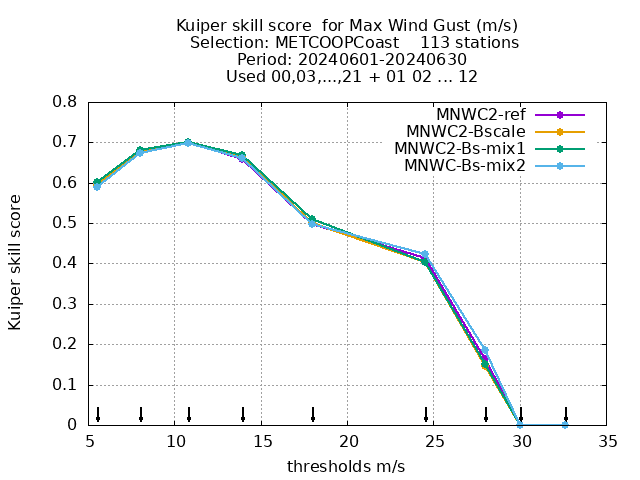 Kuiper skill score  for Max Wind Gust (m/s)
Selection: METCOOPCoast    113 stations
Period: 20240601-20240630
Used 00,03,...,21 + 01 02 ... 12
MNWC2-ref
MNWC2-Bscale
MNWC2-Bs-mix1
MNWC-Bs-mix2
Kuiper skill score
0.8
0.7
0.6
0.5
0.4
0.3
0.2
0.1
0
5 10 15 20 25 30 35
thresholds m/s